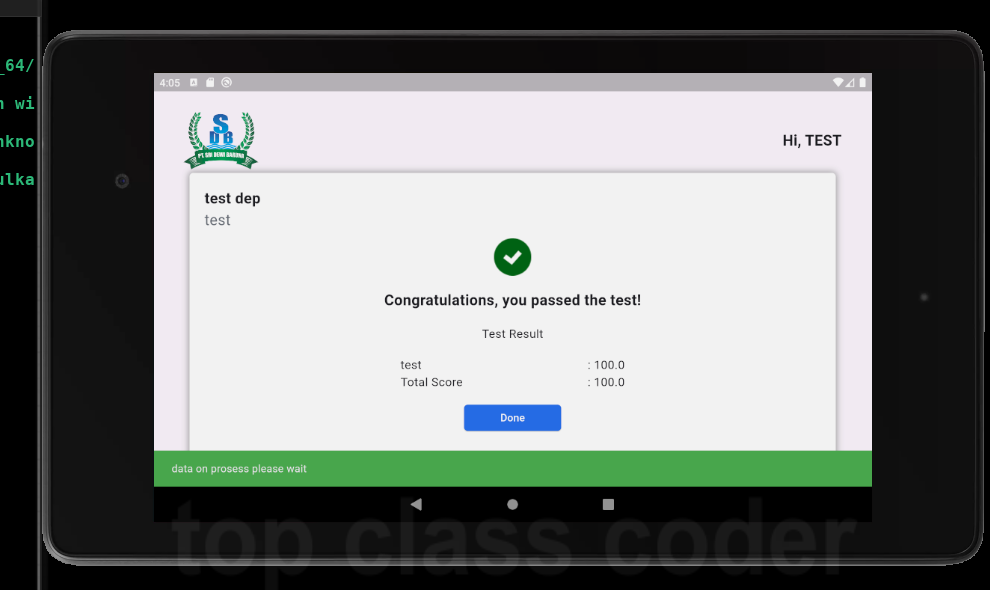 _64/
n wi
nkno
ulka
4:05
S
DB
PT SRI DEWI BARUNA
Hi, TEST
test dep
test
Congratulations, you passed the test!
Test Result
test : 100.0
Total Score : 100.0
Done
data on prosess please wait
top class coder